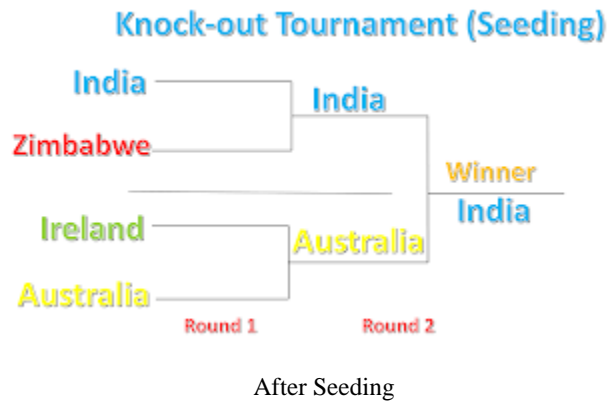 Knock-out Tournament (Seeding)
India
India
Zimbabwe
Winner
India
Ireland
Australia
Australia
Round 1
Round 2
After Seeding